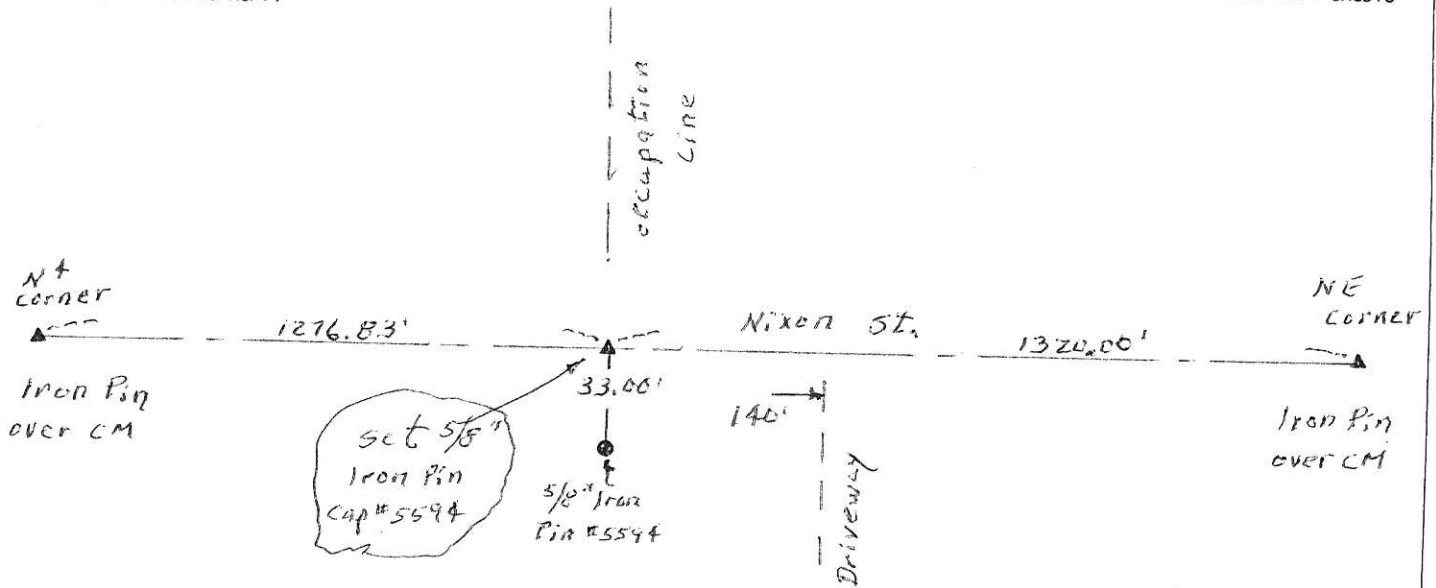 occupation
Line
N 4
corner
1276.83'
Nixon St.
1320.00'
NE
Corner
Iron Pin
over CM
33.00'
140'
Iron Pin
over CM
set 5/8"
Iron Pin
Cap #5594
5/8" Iron
Pin #5594
Driveway